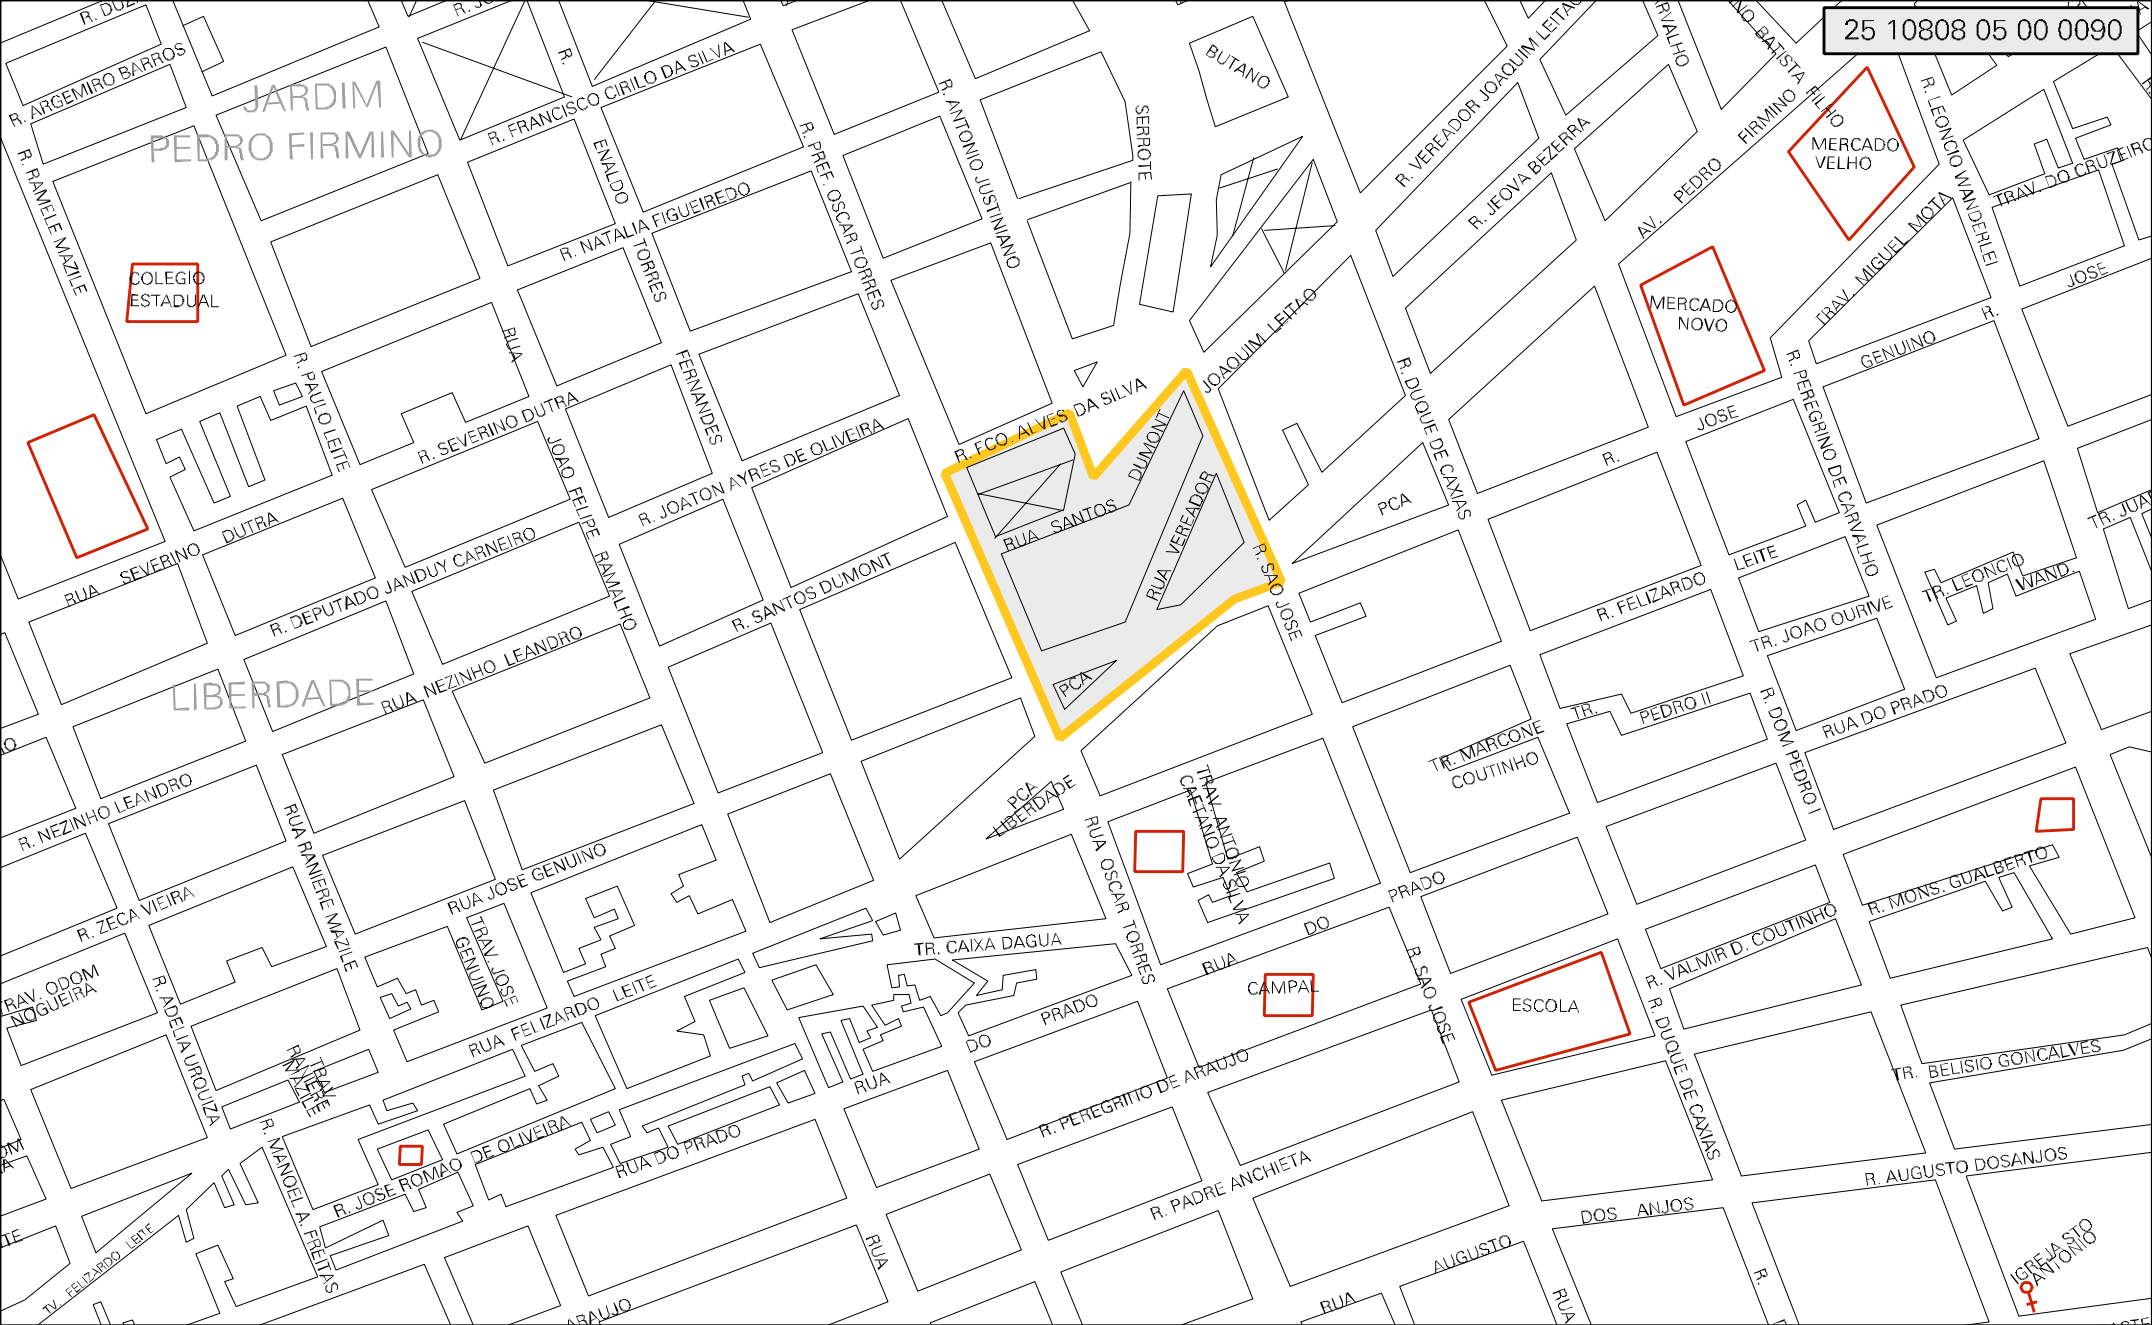 25 10808 05 00 0090
R. ARGEMIRO BARROS
JARDIM
PEDRO FIRMINO
R. FRANCISCO CIRILO DA SILVA
R.
ENALDO
TORRES
R. NATALIA FIGUEIREDO
R. PREF. OSCAR TORRES
R. ANTONIO JUSTINIANO
SERROTE
BUTANO
R. VEREADOR JOAQUIM LEITAO
R. JEOVA BEZERRA
AV. PEDRO FIRMINO
MERCADO
VELHO
R. LEONCIO WANDERLEI
TRAV. DO CRUZEIRO
TRAV. MIGUEL MOTA
MERCADO
NOVO
R. RAMELE MAZILE
COLEGIO
ESTADUAL
RUA
R. PAULO LEITE
FERNANDES
R. SEVERINO DUTRA
JOAO FELIPE RAMALHO
R. JOATON AYRES DE OLIVEIRA
R. FCO. ALVES DA SILVA
JOAQUIM LEITAO
R. DUQUE DE CAXIAS
R. PEREGRINO DE CARVALHO
R. JOSE GENUINO
R. JOSE
RUA SANTOS DUMONT
RUA VEREADOR
PCA
R. SAO JOSE
PCA
RUA SEVERINO DUTRA
R. DEPUTADO JANDUY CARNEIRO
R. SANTOS DUMONT
RUA NEZINHO LEANDRO
LIBERDADE
R. FELIZARDO LEITE
TR. JOAO OURIVE
TR. LEONCIO WAND.
TR. PEDRO II
R. DOM PEDRO I
RUA DO PRADO
TR. MARCONE
COUTINHO
PCA
LIBERDADE
TRAV. ANTONIO
CAETANO DA SILVA
R. NEZINHO LEANDRO
RUA RANIERE MAZILE
RUA JOSE GENUINO
RUA OSCAR TORRES
R. ZECA VIEIRA
TRAV. JOSE
GENUINO
TR. CAIXA DAGUA
RUA DO PRADO
R. SAO JOSE
R. MONS. GUALBERTO
R. VALMIR D. COUTINHO
NOGUEIRA
R. ADELIA URQUIZA
RUA FELIZARDO LEITE
CAMPAL
ESCOLA
R. DUQUE DE CAXIAS
RUA DO PRADO
TRAV.
RANIERE
MAZILE
R. PEREGRINO DE ARAUJO
TR. BELISIO GONCALVES
R. MANOEL A. FREITAS
R. JOSE ROMAO DE OLIVEIRA
RUA DO PRADO
R. PADRE ANCHIETA
R. AUGUSTO DOSANJOS
TV. FELIZARDO LEITE
RUA
RUA AUGUSTO DOS ANJOS
RUA
R.
IGREJA STO
ANTONIO
ARAUJO